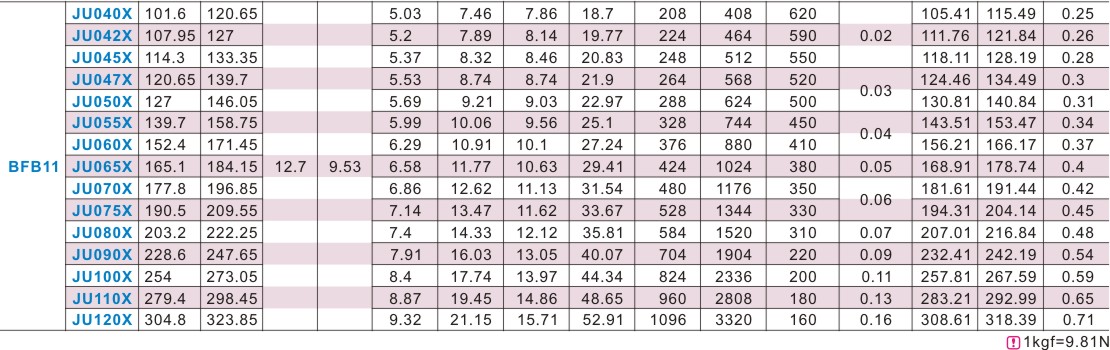 JU040X 101.6 120.65 5.03 7.46 7.86 18.7 208 408 620 105.41 115.49 0.25
JU042X 107.95 127 5.2 7.89 8.14 19.77 224 464 590 0.02 111.76 121.84 0.26
JU045X 114.3 133.35 5.37 8.32 8.46 20.83 248 512 550 118.11 128.19 0.28
JU047X 120.65 139.7 5.53 8.74 8.74 21.9 264 568 520 124.46 134.49 0.3
0.03
JU050X 127 146.05 5.69 9.21 9.03 22.97 288 624 500 130.81 140.84 0.31
JU055X 139.7 158.75 5.99 10.06 9.56 25.1 328 744 450 143.51 153.47 0.34
0.04
JU060X 152.4 171.45 6.29 10.91 10.1 27.24 376 880 410 156.21 166.17 0.37
BFB11 JU065X 165.1 184.15 12.7 9.53 6.58 11.77 10.63 29.41 424 1024 380 0.05 168.91 178.74 0.4
JU070X 177.8 196.85 6.86 12.62 11.13 31.54 480 1176 350 181.61 191.44 0.42
0.06
JU075X 190.5 209.55 7.14 13.47 11.62 33.67 528 1344 330 194.31 204.14 0.45
JU080X 203.2 222.25 7.4 14.33 12.12 35.81 584 1520 310 0.07 207.01 216.84 0.48
JU090X 228.6 247.65 7.91 16.03 13.05 40.07 704 1904 220 0.09 232.41 242.19 0.54
JU100X 254 273.05 8.4 17.74 13.97 44.34 824 2336 200 0.11 257.81 267.59 0.59
JU110X 279.4 298.45 8.87 19.45 14.86 48.65 960 2808 180 0.13 283.21 292.99 0.65
JU120X 304.8 323.85 9.32 21.15 15.71 52.91 1096 3320 160 0.16 308.61 318.39 0.71
! 1kgf=9.81N